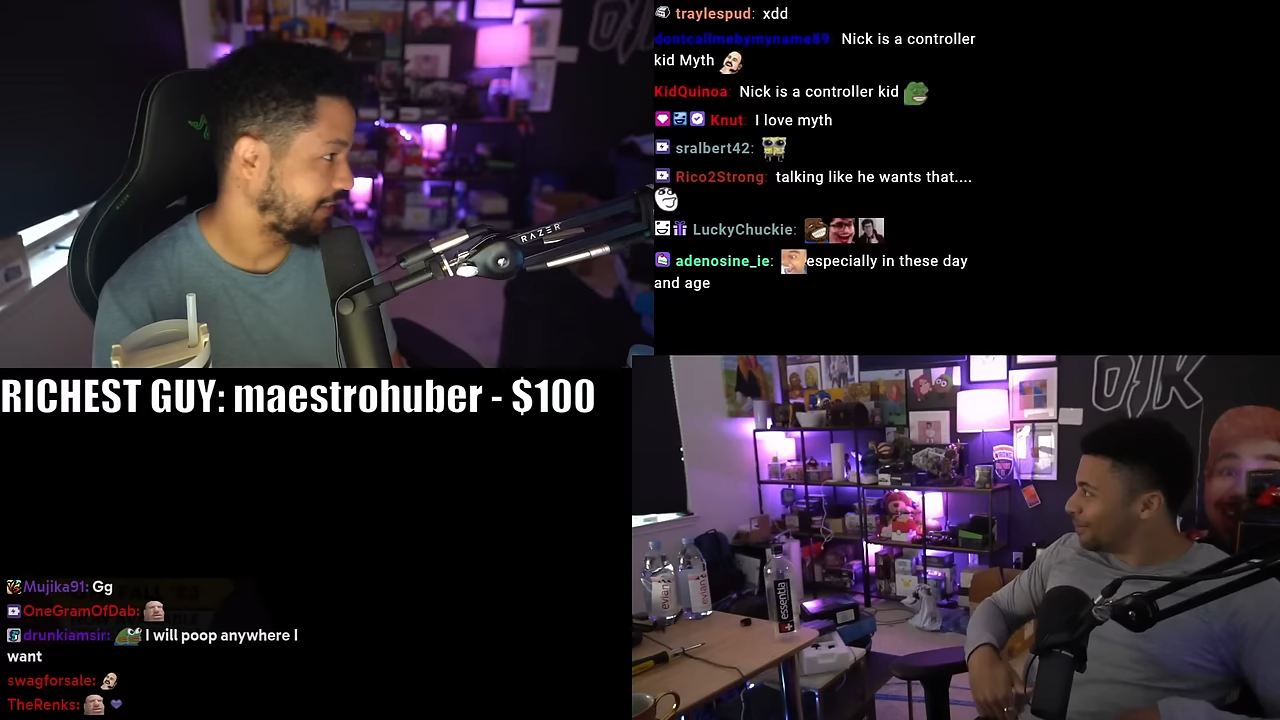 traylespud: xdd
dontcallmebymyname89 Nick is a controller
kid Myth
KidQuinoa Nick is a controller kid
Knut: I love myth
sralbert42:
Rico2Strong: talking like he wants that....
LuckyChuckie:
adenosine_ie: especially in these day
and age
RAZER
RICHEST GUY: maestrohuber - $100
OTK
evian
evian
essentia
Mujika91: Gg
OneGramOfDab:
drunkiamsir: I will poop anywhere I
want
swagforsale:
TheRenks: